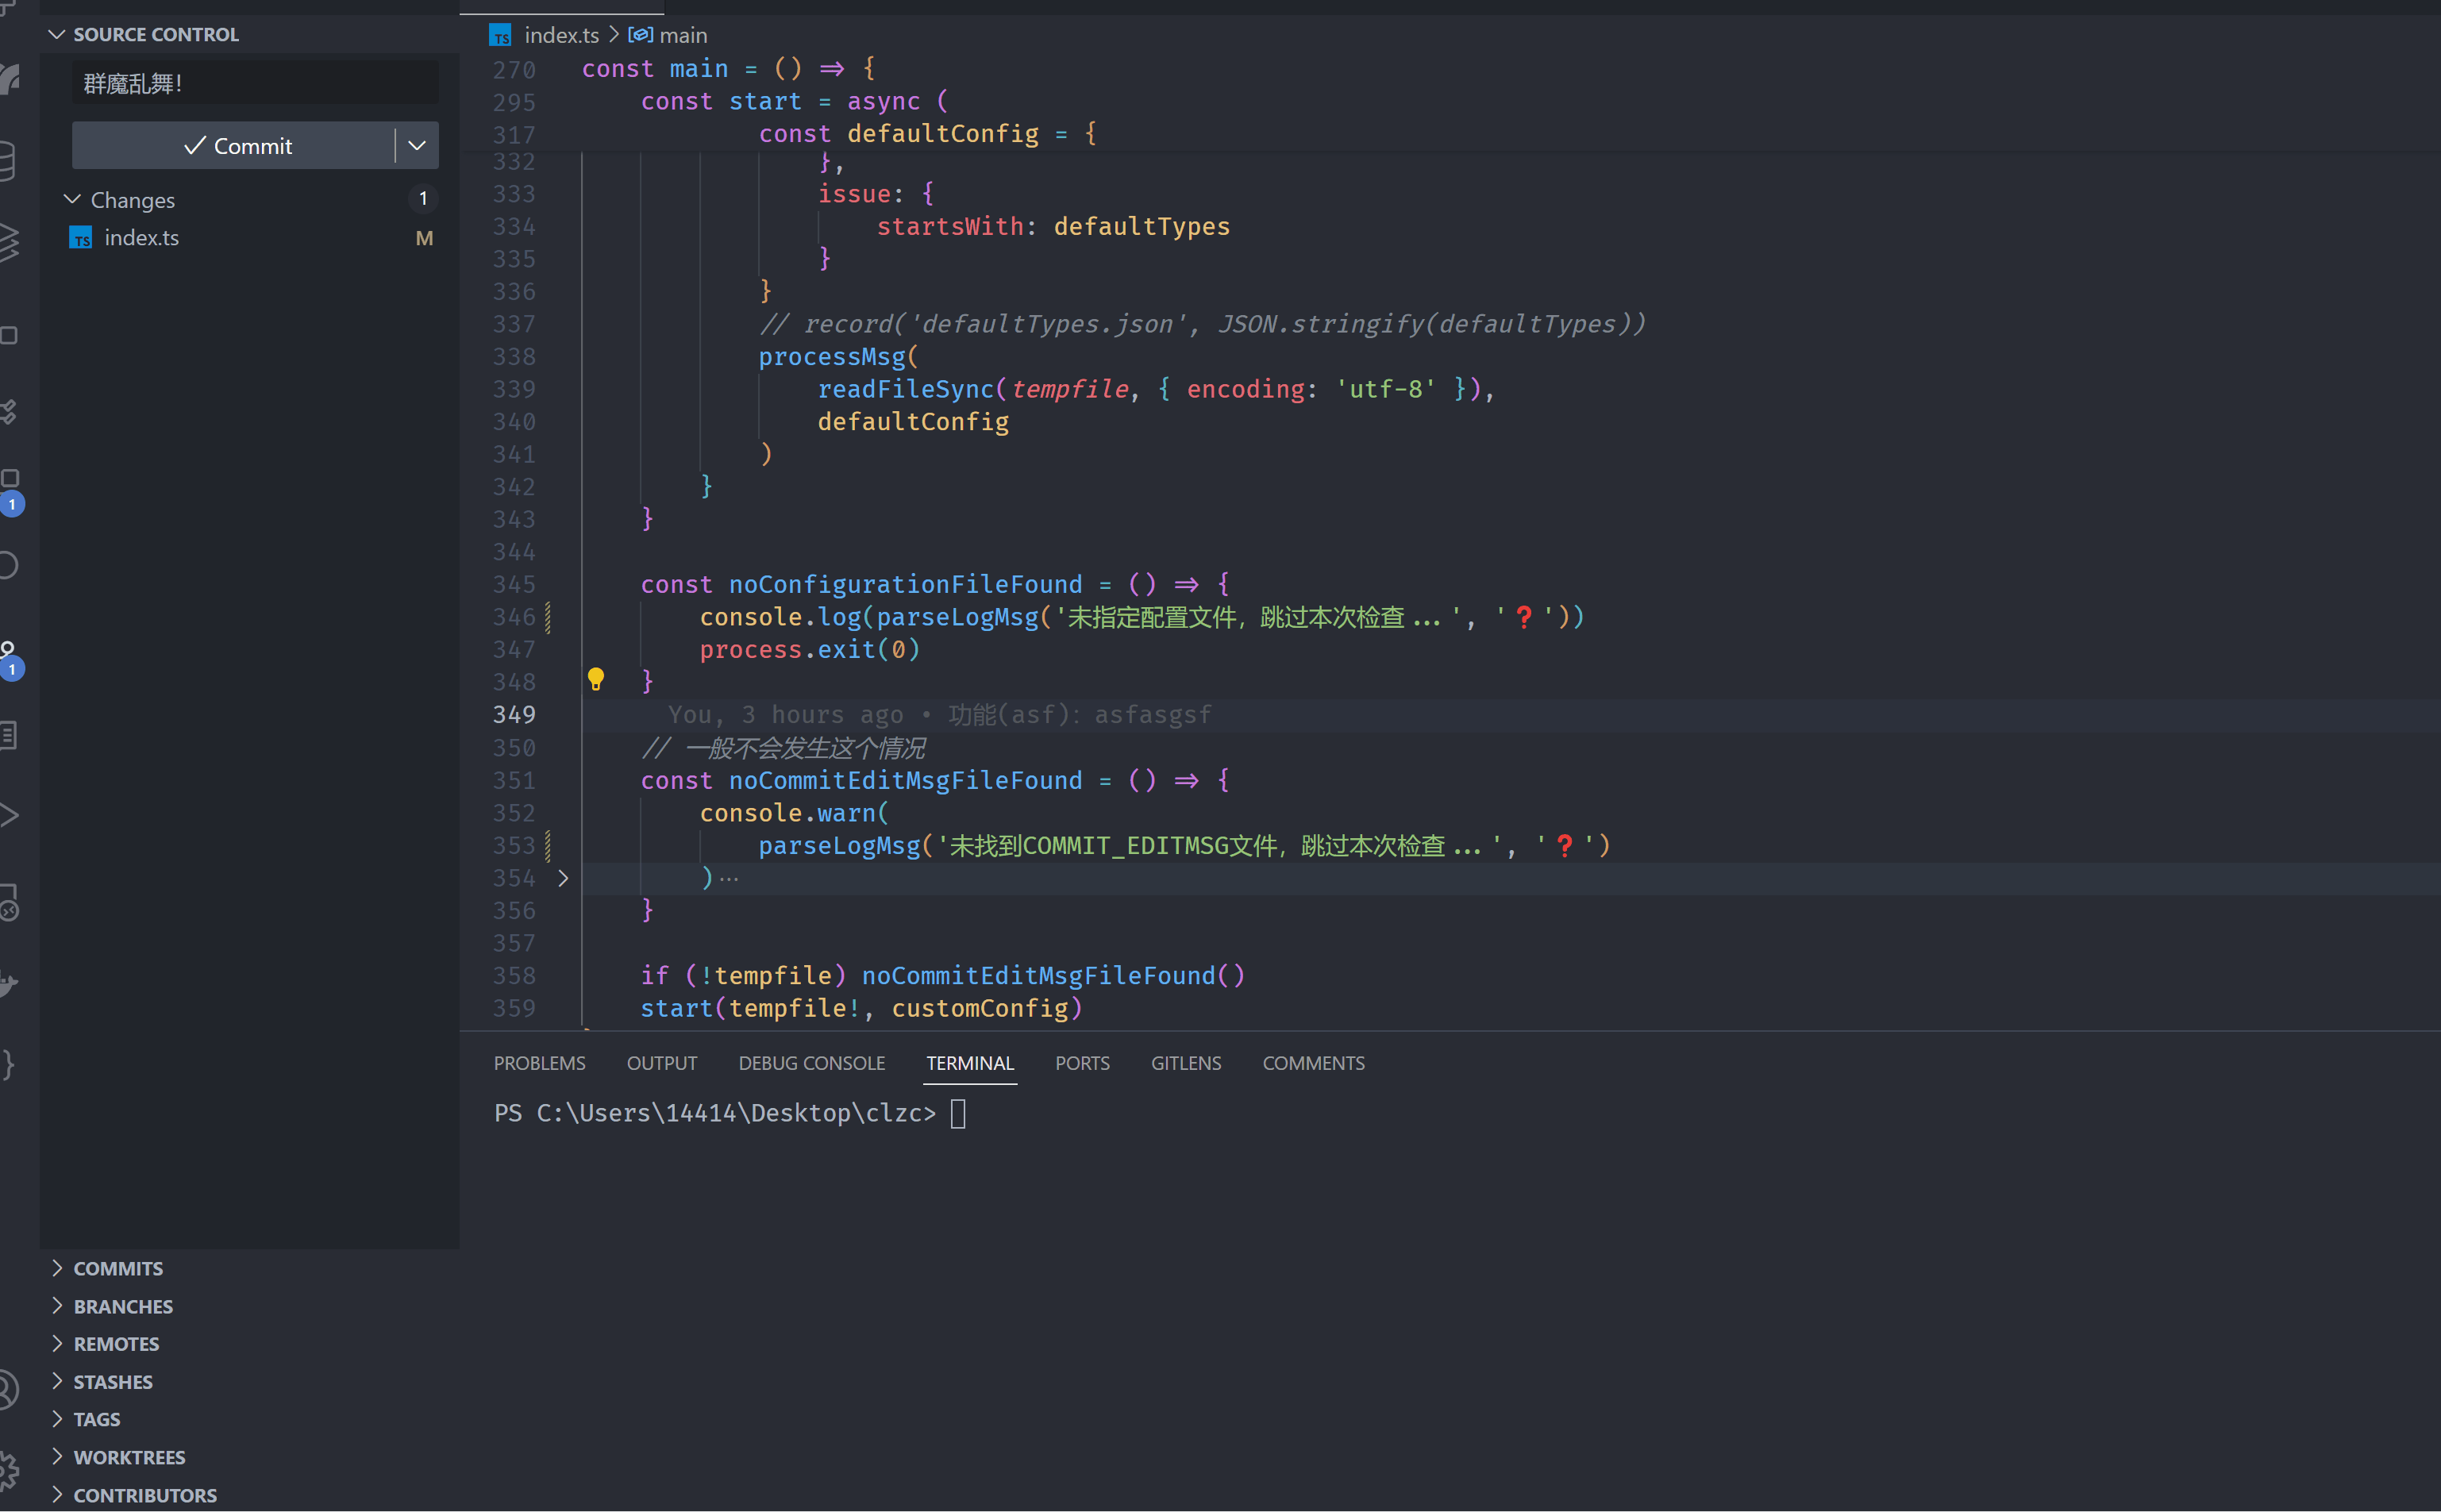 SOURCE CONTROL
群魔乱舞！
Commit
Changes 1
TS index.ts M
1
1
COMMITS
BRANCHES
REMOTES
STASHES
TAGS
WORKTREES
CONTRIBUTORS
TS index.ts > main
270 const main = () => {
295 const start = async (
317 const defaultConfig = {
332 },
333 issue: {
334 startsWith: defaultTypes
335 }
336 }
337 // record('defaultTypes.json', JSON.stringify(defaultTypes))
338 processMsg(
339 readFileSync(tempfile, { encoding: 'utf-8' }),
340 defaultConfig
341 )
342 }
343 }
344
345 const noConfigurationFileFound = () => {
346 console.log(parseLogMsg('未指定配置文件，跳过本次检查...', '❓'))
347 process.exit(0)
348 }
349 You, 3 hours ago • 功能(asf)：asfasgsf
350 // 一般不会发生这个情况
351 const noCommitEditMsgFileFound = () => {
352 console.warn(
353 parseLogMsg('未找到COMMIT_EDITMSG文件，跳过本次检查...', '❓')
354 )⋯
356 }
357
358 if (!tempfile) noCommitEditMsgFileFound()
359 start(tempfile!, customConfig)
PROBLEMS OUTPUT DEBUG CONSOLE TERMINAL PORTS GITLENS COMMENTS
PS C:\Users\14414\Desktop\clzc>